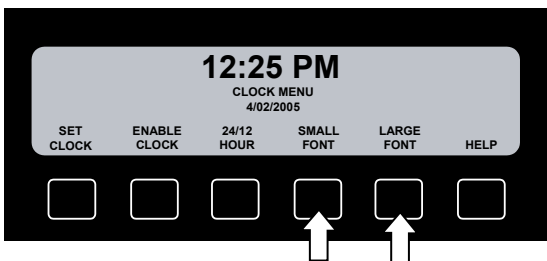 12:25 PM
CLOCK MENU
4/02/2005
SET CLOCK
ENABLE CLOCK
24/12 HOUR
SMALL FONT
LARGE FONT
HELP